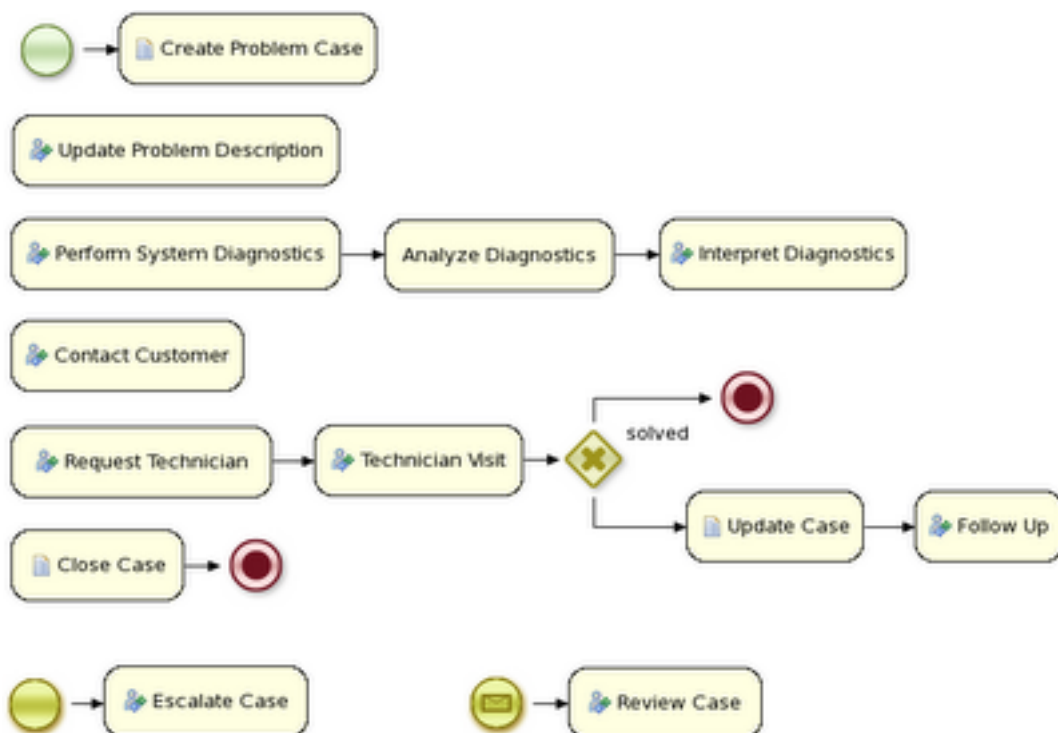 Create Problem Case
Update Problem Description
Perform System Diagnostics
Analyze Diagnostics
Interpret Diagnostics
Contact Customer
solved
Request Technician
Technician Visit
Update Case
Follow Up
Close Case
Escalate Case
Review Case